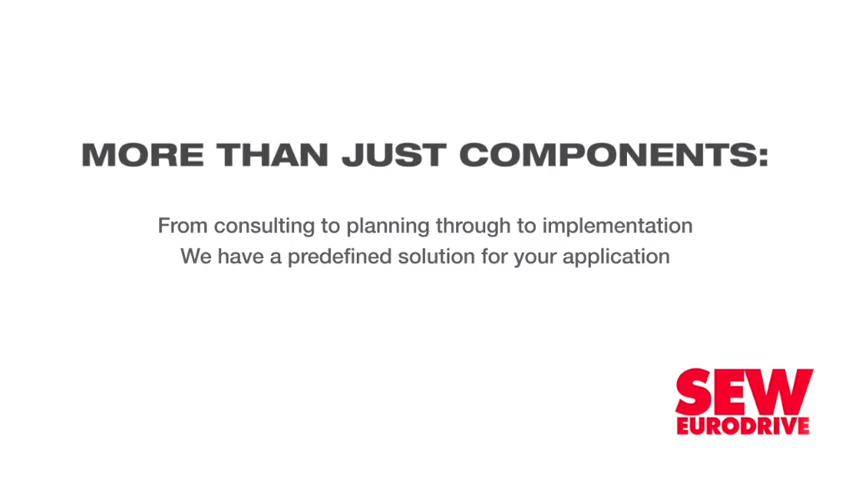 MORE THAN JUST COMPONENTS:
From consulting to planning through to implementation
We have a predefined solution for your application
SEW
EURODRIVE